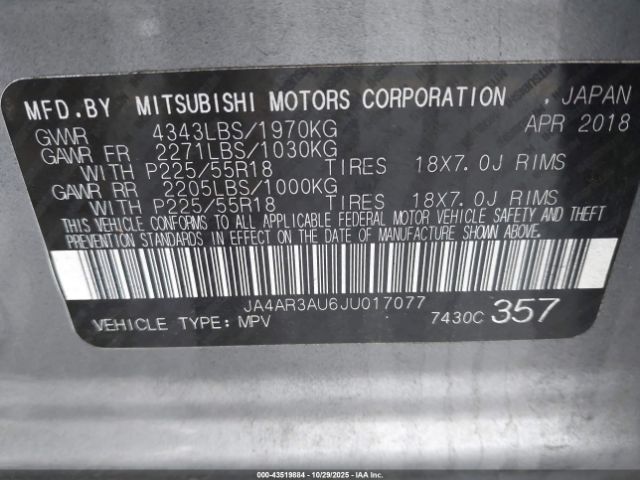 MFD.BY MITSUBISHI MOTORS CORPORATION . JAPAN
GVWR 4343LBS/1970KG APR 2018
GAWR FR 2271LBS/1030KG
WITH P225/55R18 TIRES 18X7.0J RIMS
GAWR RR 2205LBS/1000KG
WITH P225/55R18 TIRES 18X7.0J RIMS
THIS VEHICLE CONFORMS TO ALL APPLICABLE FEDERAL MOTOR VEHICLE SAFETY AND THEFT
PREVENTION STANDARDS IN EFFECT ON THE DATE OF MANUFACTURE SHOWN ABOVE.
JA4AR3AU6JU017077
VEHICLE TYPE: MPV 7430C 357
000-43519884 | 10/29/2025 - IAA, Inc.